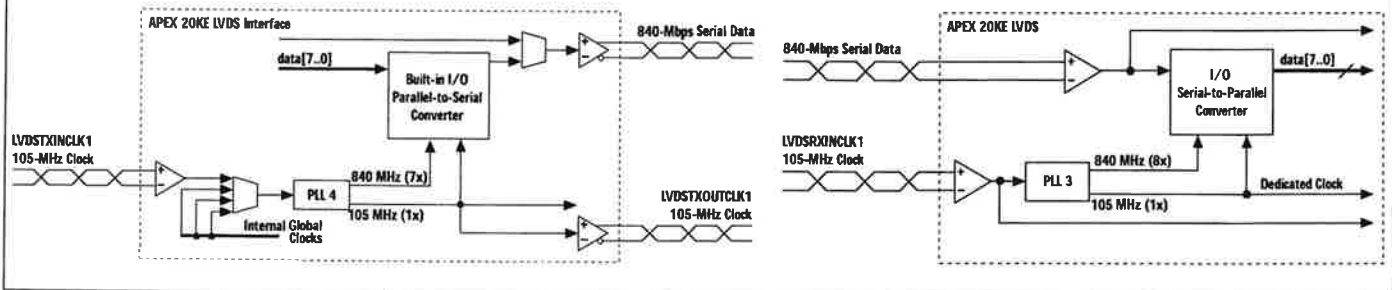 APEX 20KE LVDS Interface
840-Mbps Serial Data
data[7..0]
Built-in I/O
Parallel-to-Serial
Converter
LVDSTXINCLK1
105-MHz Clock
+
−
+
−
840 MHz (7x)
PLL 4
105 MHz (1x)
LVDSTXOUTCLK1
105-MHz Clock
+
−
Internal Global
Clocks
APEX 20KE LVDS
840-Mbps Serial Data
+
−
I/O
Serial-to-Parallel
Converter
data[7..0]
LVDSRXINCLK1
105-MHz Clock
+
−
840 MHz (8x)
PLL 3
105 MHz (1x)
Dedicated Clock